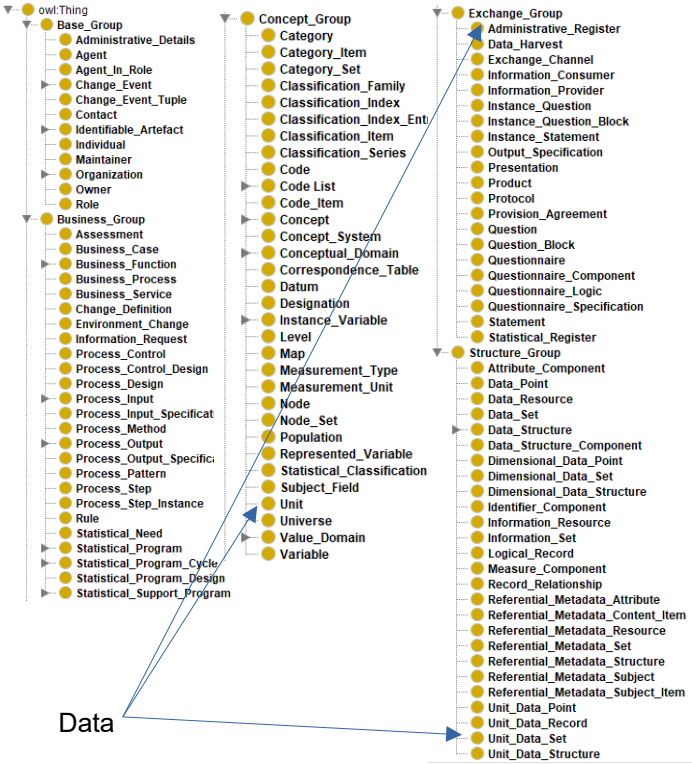 owl:Thing
Base_Group
Administrative_Details
Agent
Agent_In_Role
Change_Event
Change_Event_Tuple
Contact
Identifiable_Artefact
Individual
Maintainer
Organization
Owner
Role
Business_Group
Assessment
Business_Case
Business_Function
Business_Process
Business_Service
Change_Definition
Environment_Change
Information_Request
Process_Control
Process_Control_Design
Process_Design
Process_Input
Process_Input_Specificati
Process_Method
Process_Output
Process_Output_Specifica
Process_Pattern
Process_Step
Process_Step_Instance
Rule
Statistical_Need
Statistical_Program
Statistical_Program_Cycle
Statistical_Program_Design
Statistical_Support_Program
Concept_Group
Category
Category_Item
Category_Set
Classification_Family
Classification_Index
Classification_Index_Ent
Classification_Item
Classification_Series
Code
Code List
Code_Item
Concept
Concept_System
Conceptual_Domain
Correspondence_Table
Datum
Designation
Instance_Variable
Level
Map
Measurement_Type
Measurement_Unit
Node
Node_Set
Population
Represented_Variable
Statistical_Classification
Subject_Field
Unit
Universe
Value_Domain
Variable
Exchange_Group
Administrative_Register
Data_Harvest
Exchange_Channel
Information_Consumer
Information_Provider
Instance_Question
Instance_Question_Block
Instance_Statement
Output_Specification
Presentation
Product
Protocol
Provision_Agreement
Question
Question_Block
Questionnaire
Questionnaire_Component
Questionnaire_Logic
Questionnaire_Specification
Statement
Statistical_Register
Structure_Group
Attribute_Component
Data_Point
Data_Resource
Data_Set
Data_Structure
Data_Structure_Component
Dimensional_Data_Point
Dimensional_Data_Set
Dimensional_Data_Structure
Identifier_Component
Information_Resource
Information_Set
Logical_Record
Measure_Component
Record_Relationship
Referential_Metadata_Attribute
Referential_Metadata_Content_Item
Referential_Metadata_Resource
Referential_Metadata_Set
Referential_Metadata_Structure
Referential_Metadata_Subject
Referential_Metadata_Subject_Item
Unit_Data_Point
Unit_Data_Record
Unit_Data_Set
Unit_Data_Structure
Data